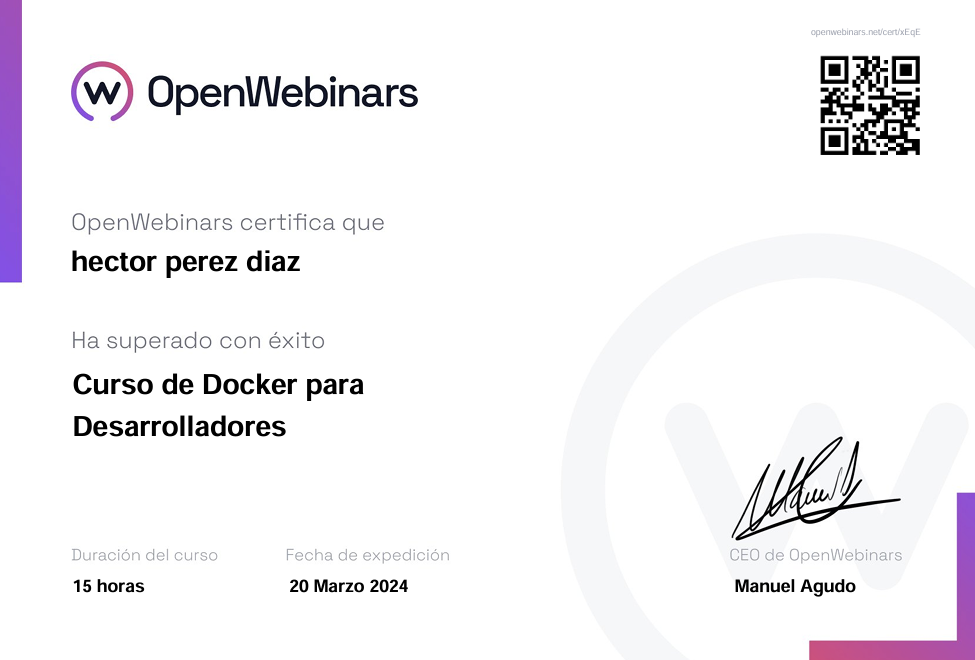 openwebinars.net/cert/xEqE
OpenWebinars
OpenWebinars certifica que
hector perez diaz
Ha superado con éxito
Curso de Docker para
Desarrolladores
Duración del curso
15 horas
Fecha de expedición
20 Marzo 2024
CEO de OpenWebinars
Manuel Agudo